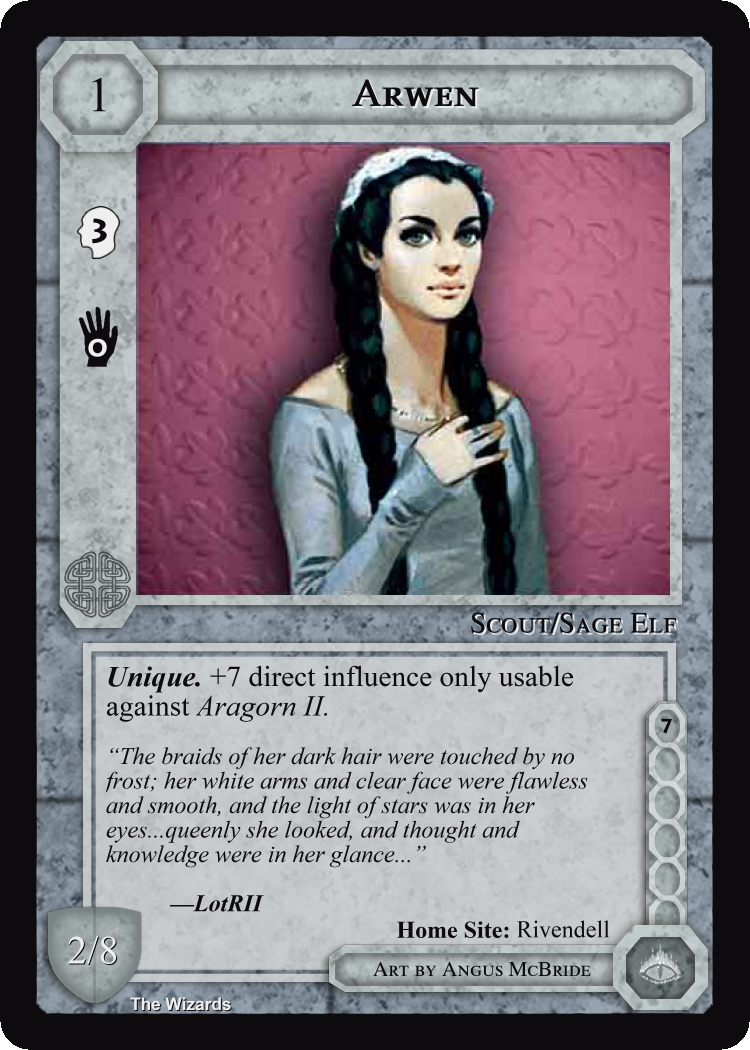 1
Arwen
3
0
Scout/Sage Elf
Unique. +7 direct influence only usable
against Aragorn II.
7
“The braids of her dark hair were touched by no
frost; her white arms and clear face were flawless
and smooth, and the light of stars was in her
eyes...queenly she looked, and thought and
knowledge were in her glance...”
—LotRII
Home Site: Rivendell
2/8
Art by Angus McBride
The Wizards